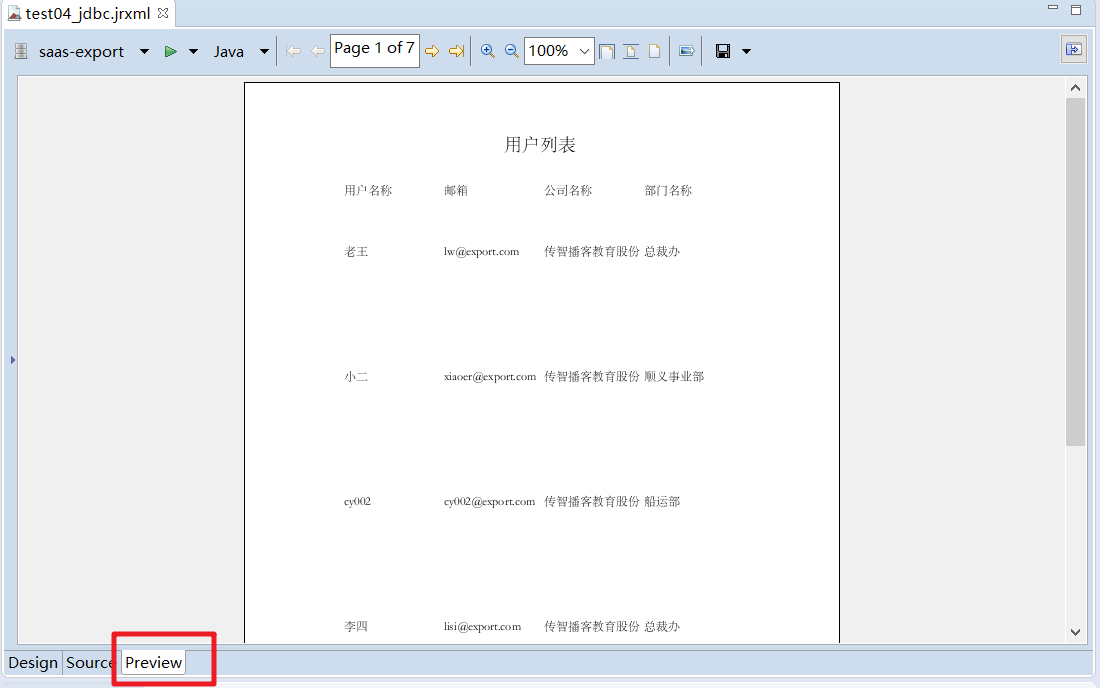 test04_jdbc.jrxml
saas-export Java Page 1 of 7 100%
用户列表
用户名称 邮箱 公司名称 部门名称
老王 lw@export.com 传智播客教育股份 总裁办
小二 xiaoer@export.com 传智播客教育股份 顺义事业部
cy002 cy002@export.com 传智播客教育股份 船运部
李四 lisi@export.com 传智播客教育股份 总裁办
Design Source Preview